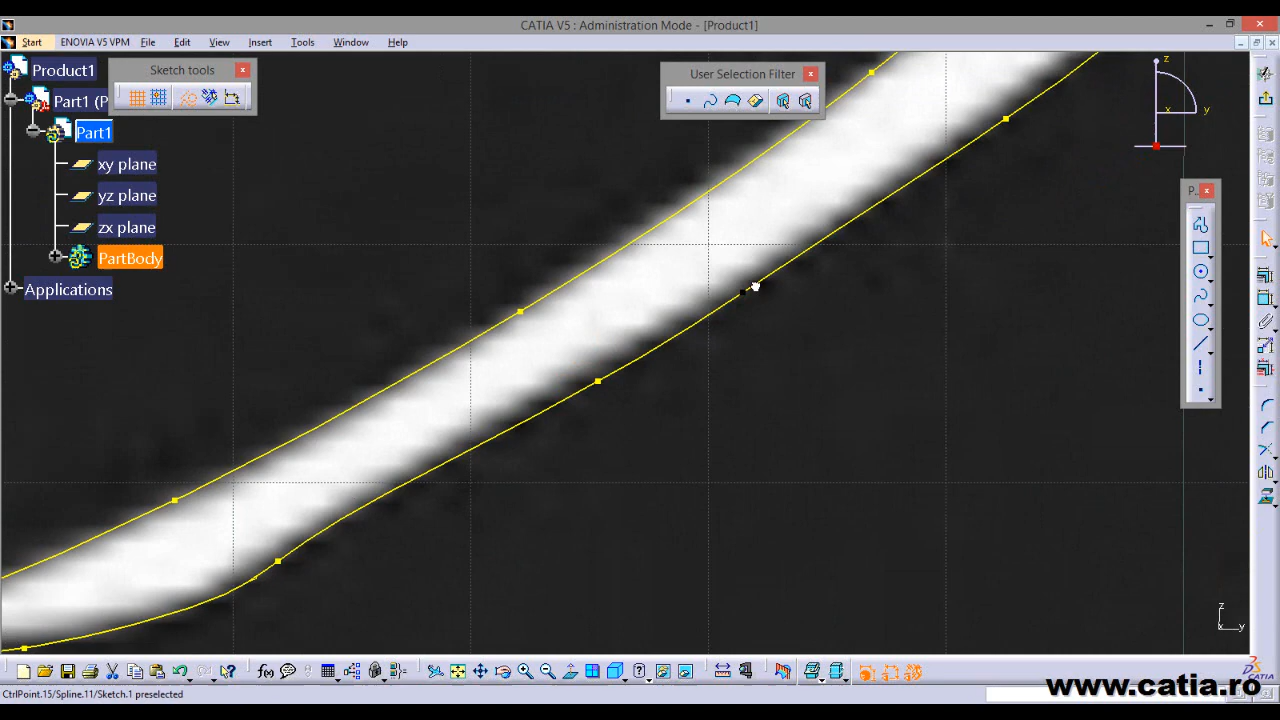 CATIA V5 : Administration Mode - [Product1]
Start ENOVIA V5 VPM File Edit View Insert Tools Window Help
Product1
Sketch tools
User Selection Filter
Part1 (P
Part1
xy plane
yz plane
zx plane
PartBody
Applications
z
x
y
P..
z
x y
f(x)
CATIA
CtrlPoint.15/Spline.11/Sketch.1 preselected
www.catia.ro